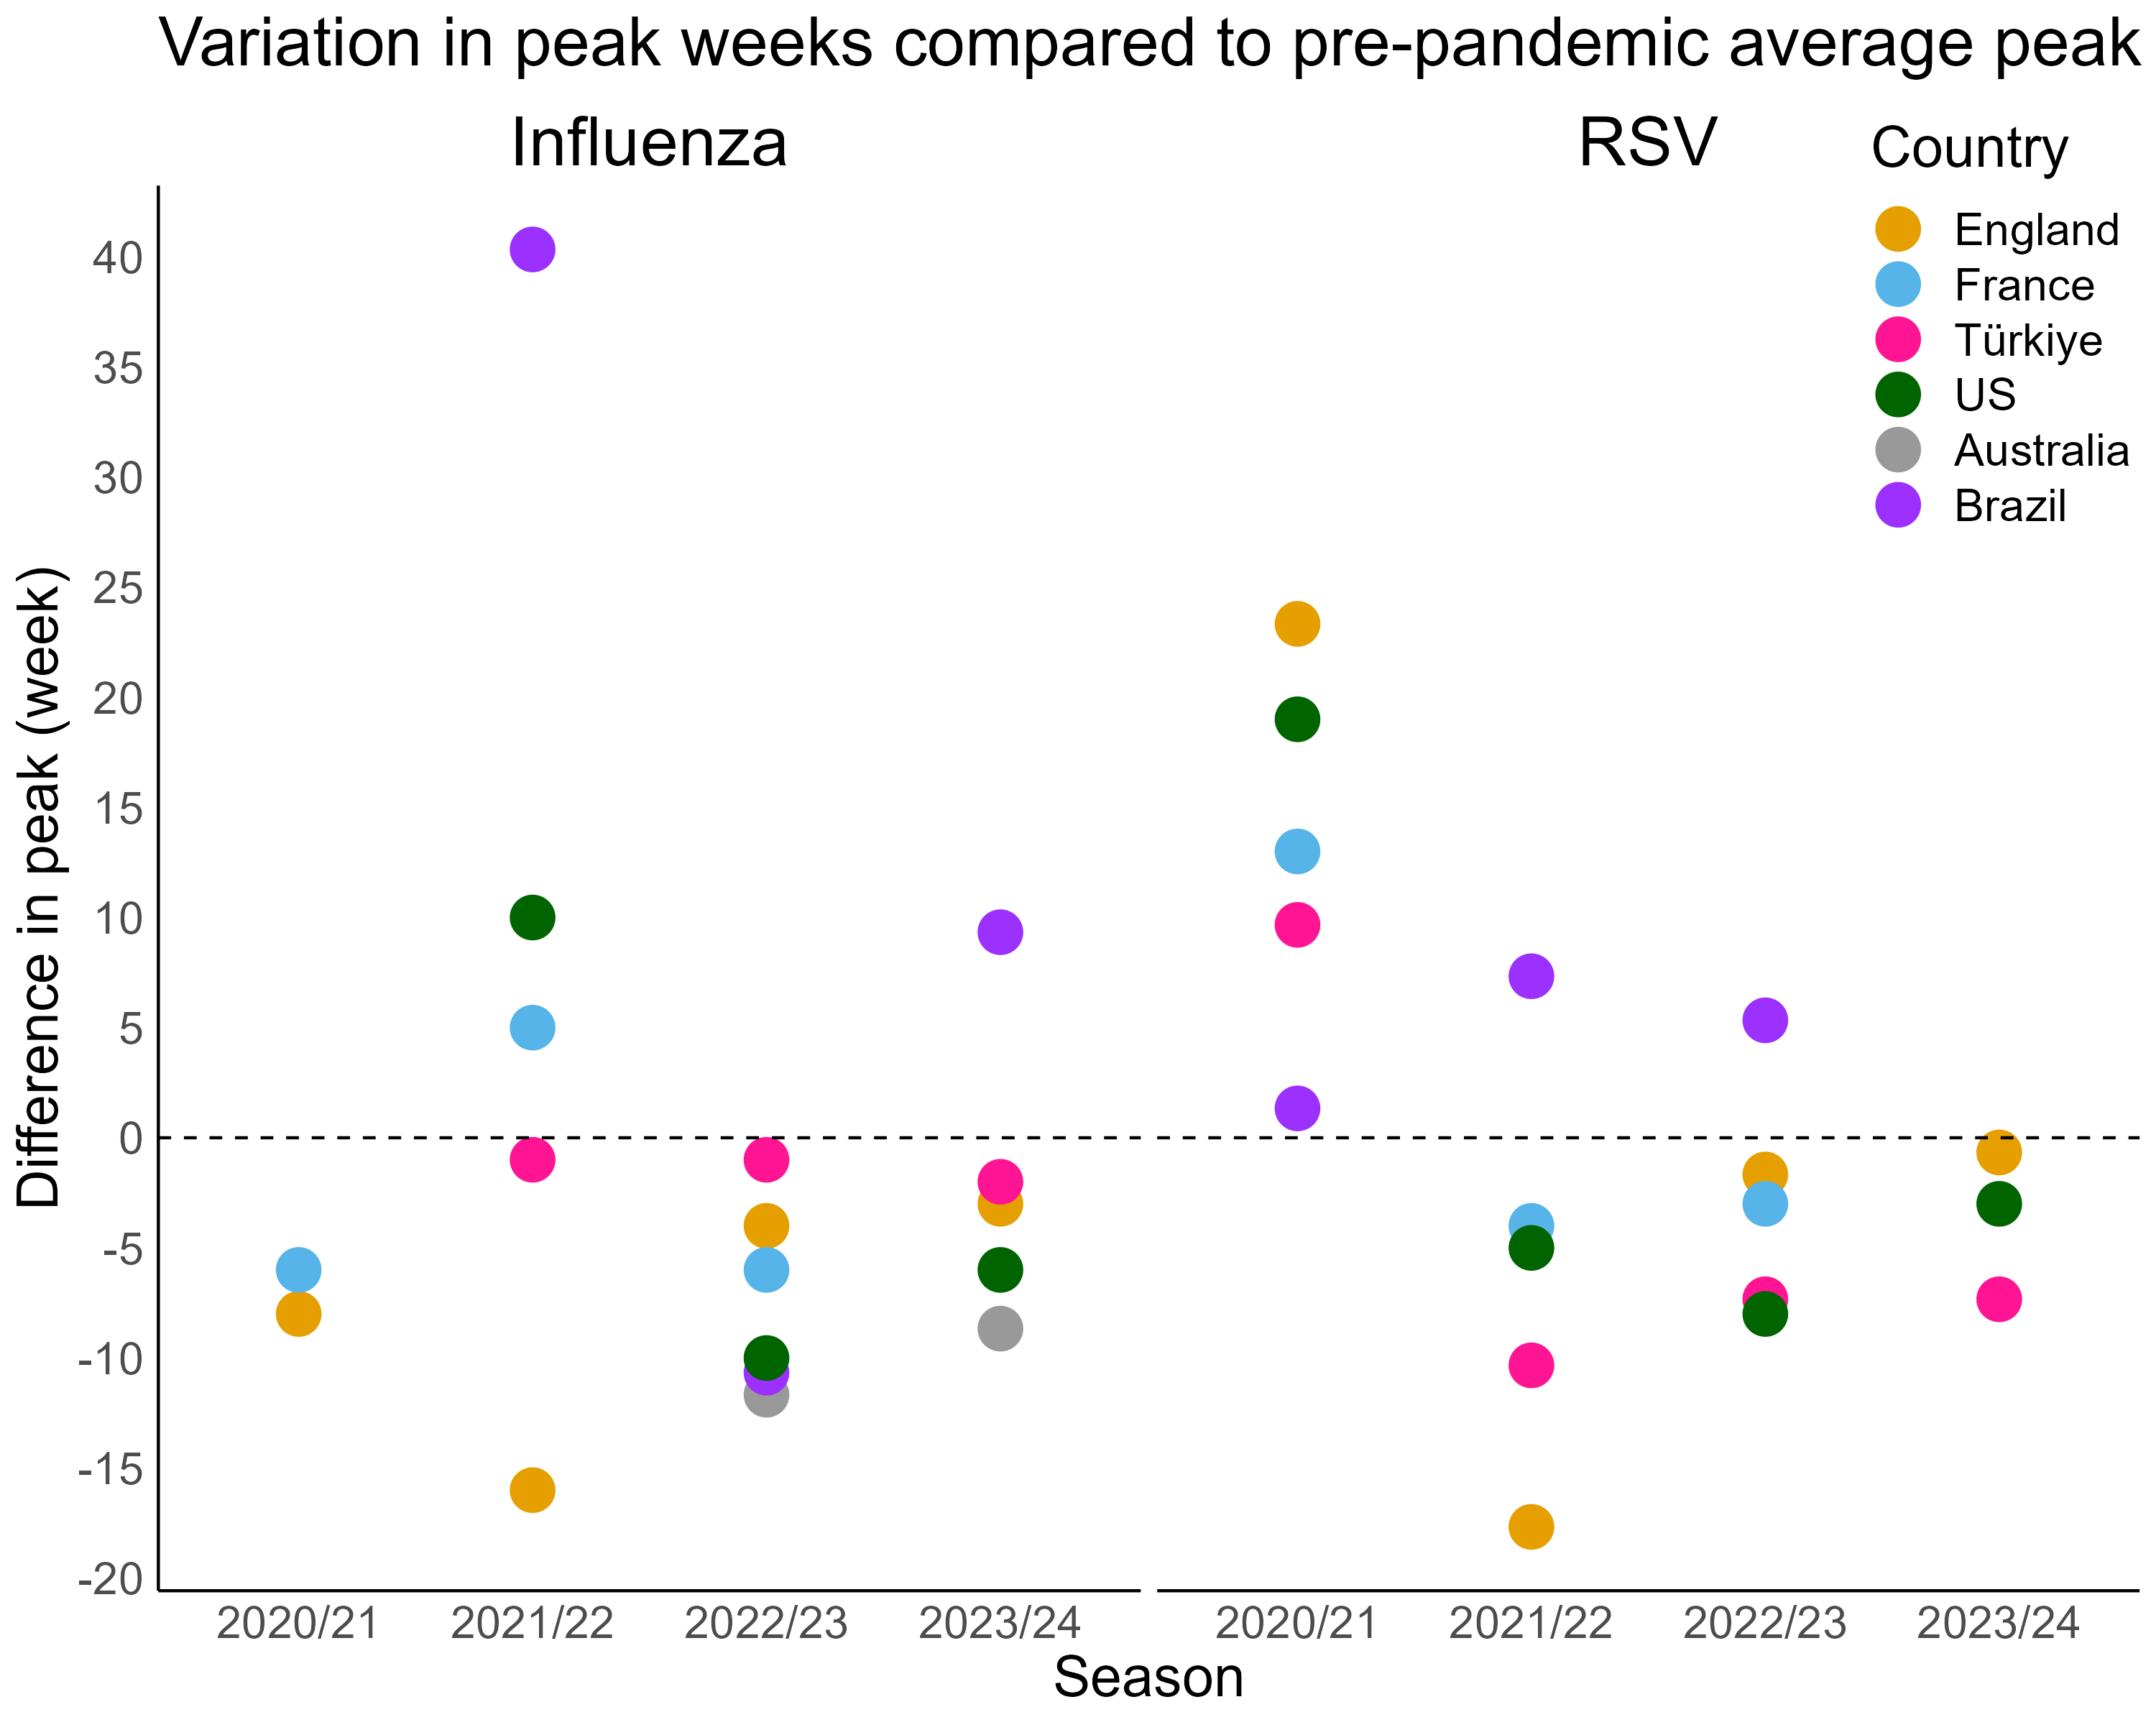 Variation in peak weeks compared to pre-pandemic average peak
Influenza
RSV
Country
England
France
Türkiye
US
Australia
Brazil
Difference in peak (week)
40
35
30
25
20
15
10
5
0
-5
-10
-15
-20
2020/21 2021/22 2022/23 2023/24 2020/21 2021/22 2022/23 2023/24
Season